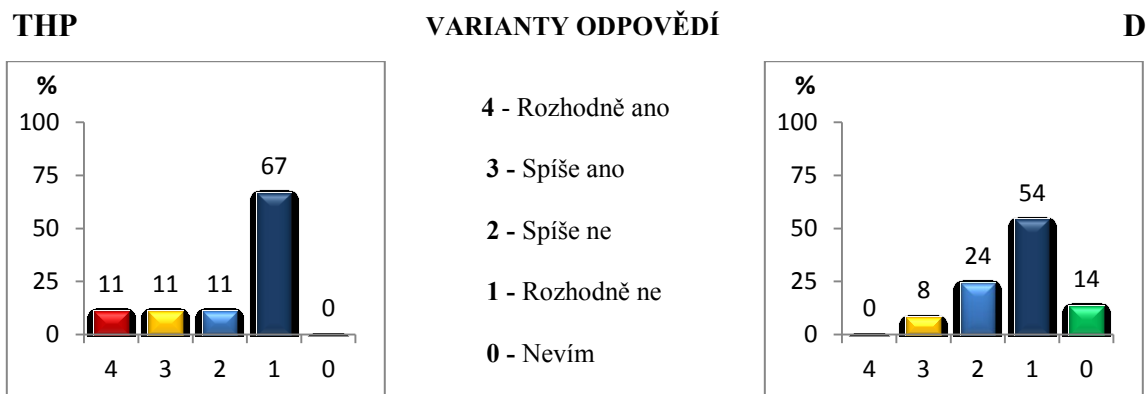 THP VARIANTY ODPOVĚDÍ D
%
100
75
50
25
0
11 11 11 67 0
4 3 2 1 0
4 - Rozhodně ano
3 - Spíše ano
2 - Spíše ne
1 - Rozhodně ne
0 - Nevím
%
100
75
50
25
0
0 8 24 54 14
4 3 2 1 0